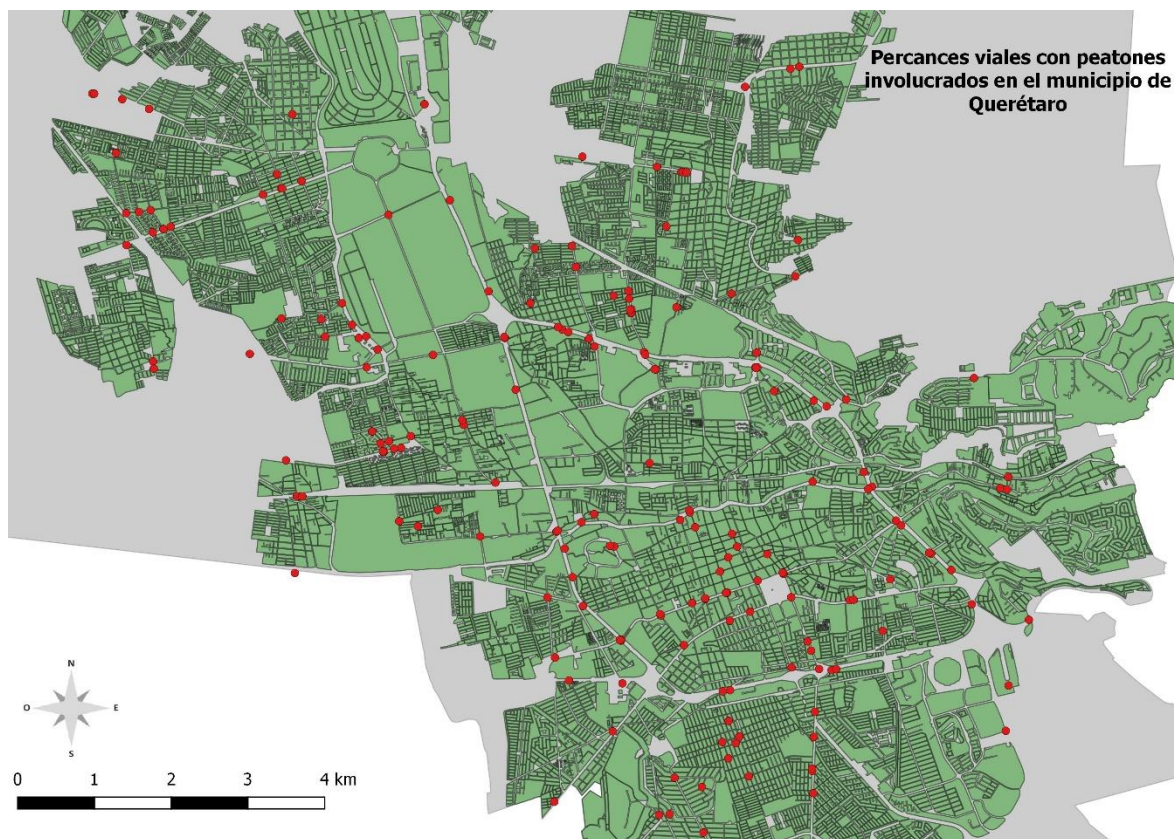 Percances viales con peatones
involucrados en el municipio de
Querétaro
N
O
E
S
0 1 2 3 4 km